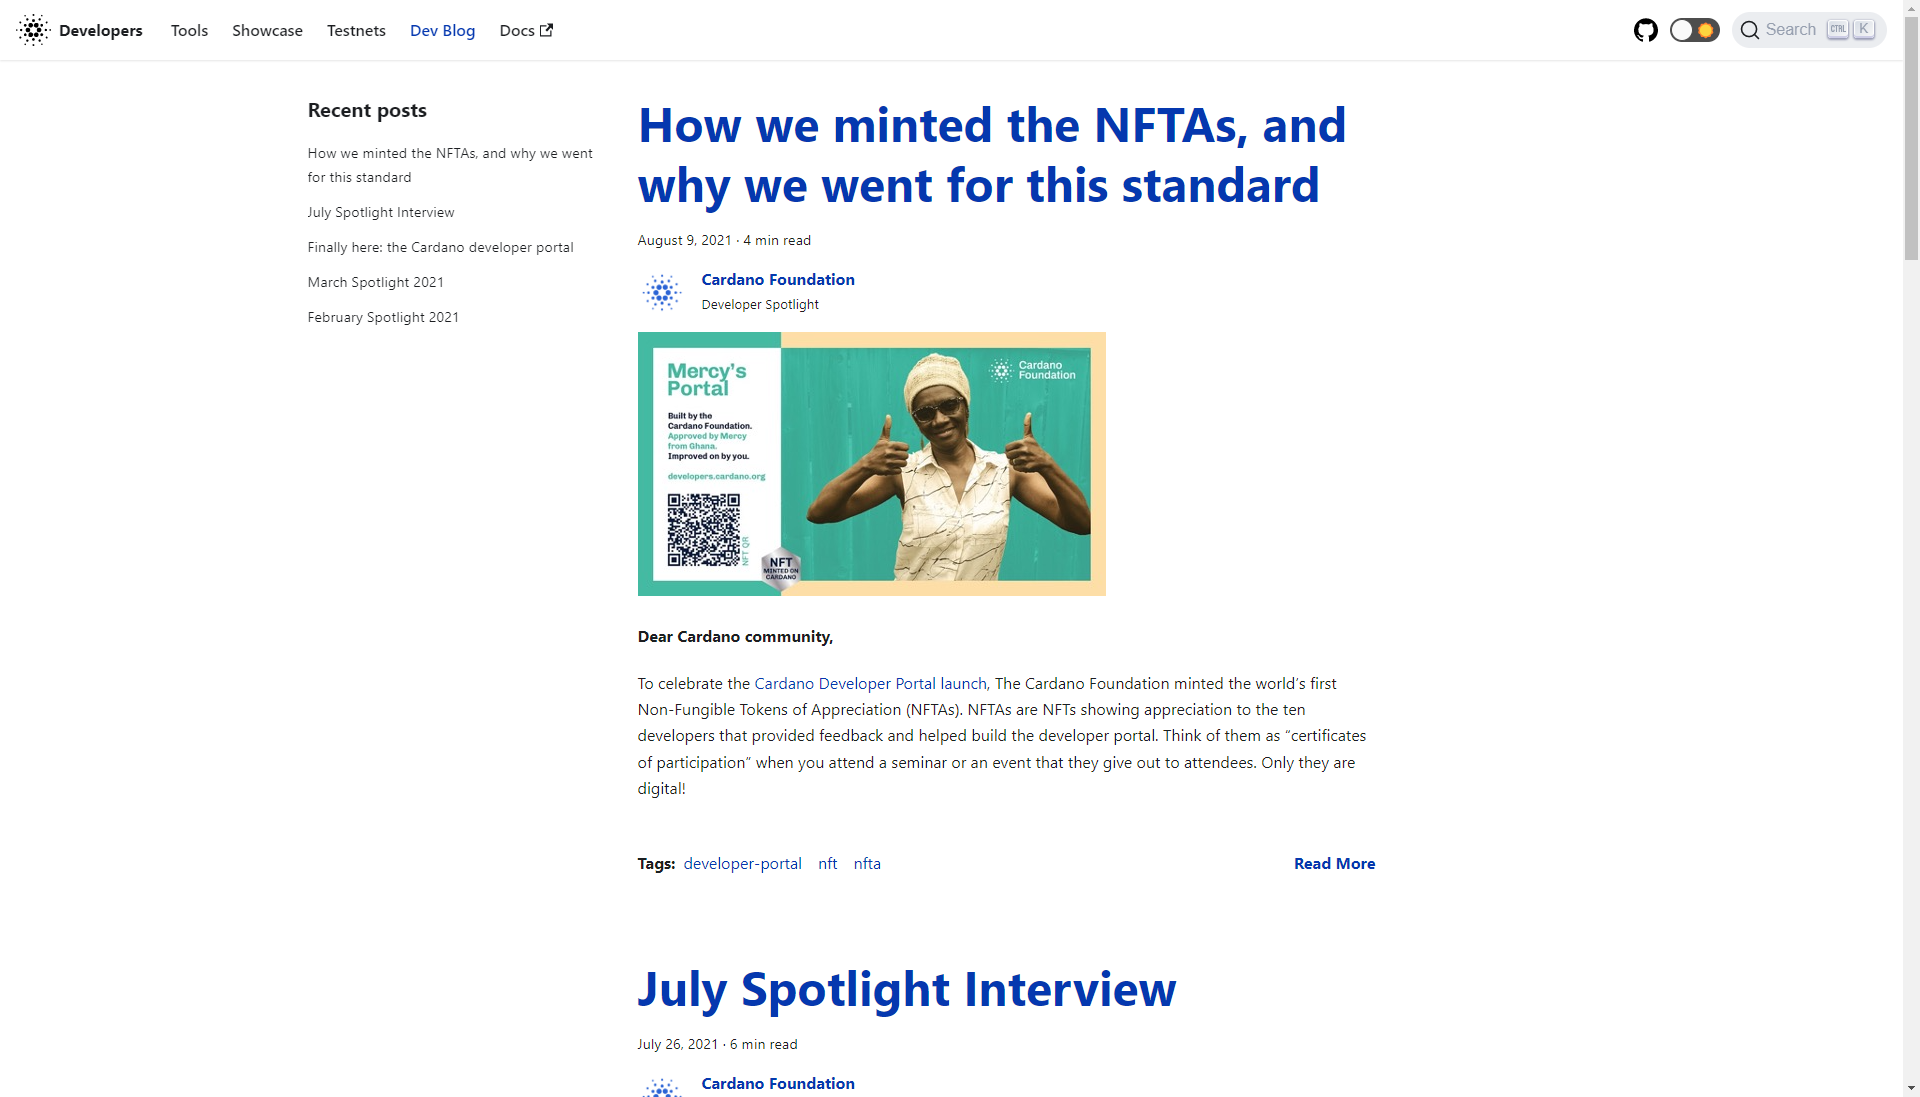 Developers Tools Showcase Testnets Dev Blog Docs Search CTRL K
Recent posts
How we minted the NFTAs, and why we went
for this standard
July Spotlight Interview
Finally here: the Cardano developer portal
March Spotlight 2021
February Spotlight 2021
How we minted the NFTAs, and
why we went for this standard
August 9, 2021 · 4 min read
Cardano Foundation
Developer Spotlight
Mercy's
Portal
Built by the
Cardano Foundation.
Approved by Mercy
from Ghana.
Improved on by you.
developers.cardano.org
NFT QR
NFT
MINTED ON
CARDANO
Cardano
Foundation
Dear Cardano community,
To celebrate the Cardano Developer Portal launch, The Cardano Foundation minted the world's first
Non-Fungible Tokens of Appreciation (NFTAs). NFTAs are NFTs showing appreciation to the ten
developers that provided feedback and helped build the developer portal. Think of them as “certificates
of participation” when you attend a seminar or an event that they give out to attendees. Only they are
digital!
Tags: developer-portal nft nfta Read More
July Spotlight Interview
July 26, 2021 · 6 min read
Cardano Foundation